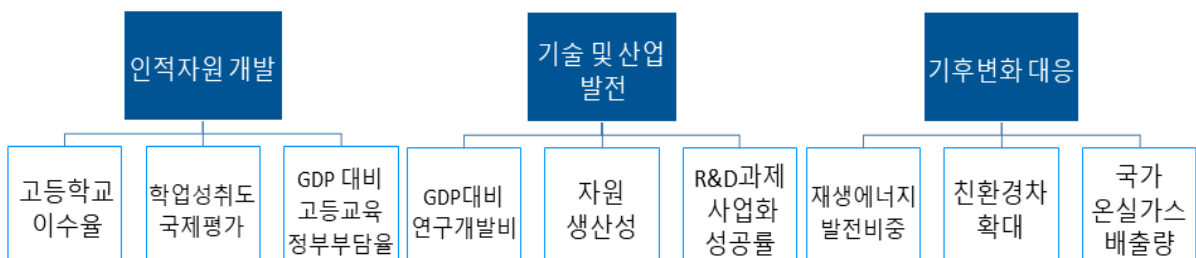 인적자원 개발
고등학교
이수율
학업성취도
국제평가
GDP 대비
고등교육
정부부담율
기술 및 산업
발전
GDP대비
연구개발비
자원
생산성
R&D과제
사업화
성공률
기후변화 대응
재생에너지
발전비중
친환경차
확대
국가
온실가스
배출량